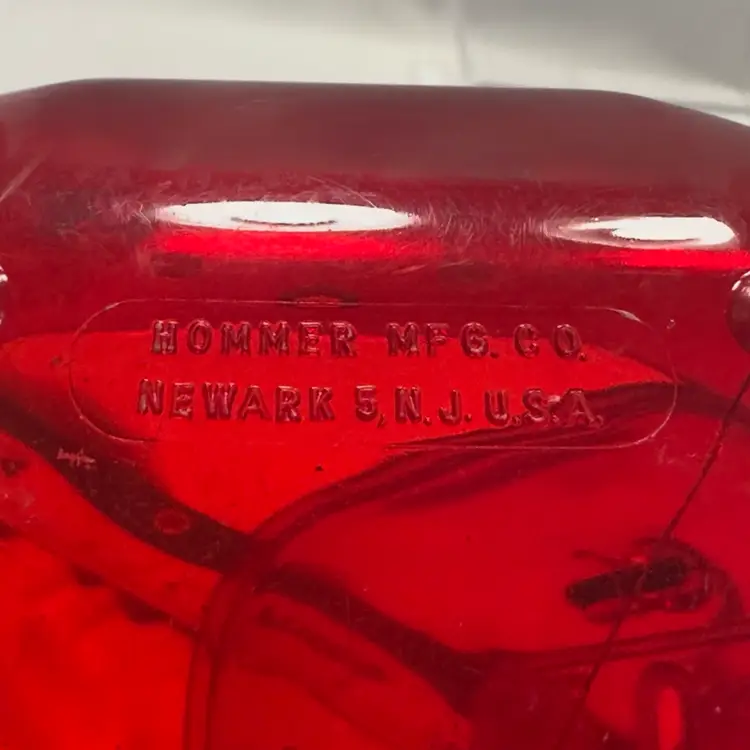 HOMMER MFG. CO.
NEWARK 5, N.J. U.S.A.